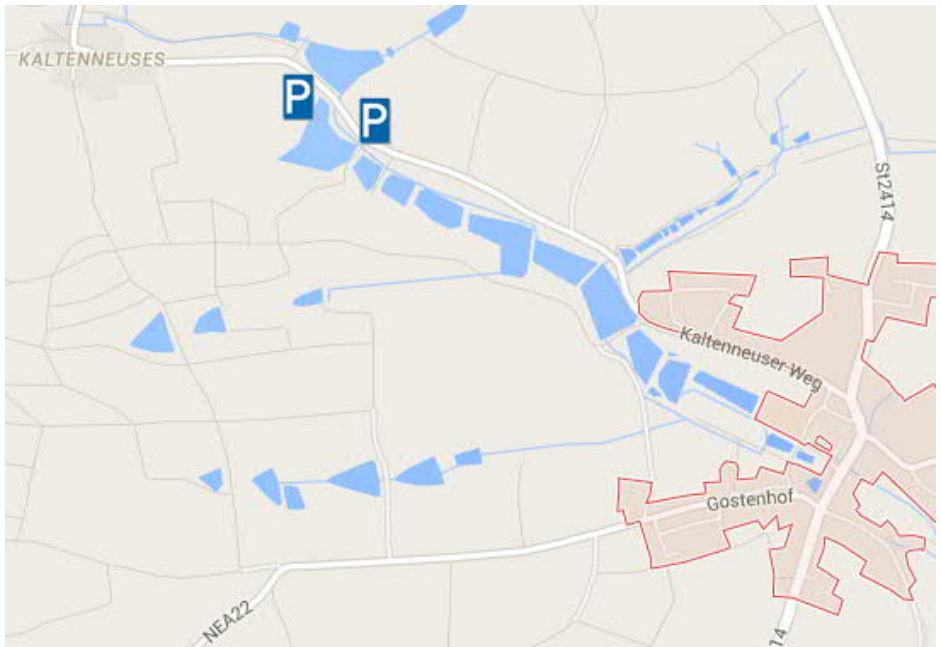 KALTENNEUSES
P
P
St2414
Kaltenneuser Weg
Gostenhof
NEA22
14